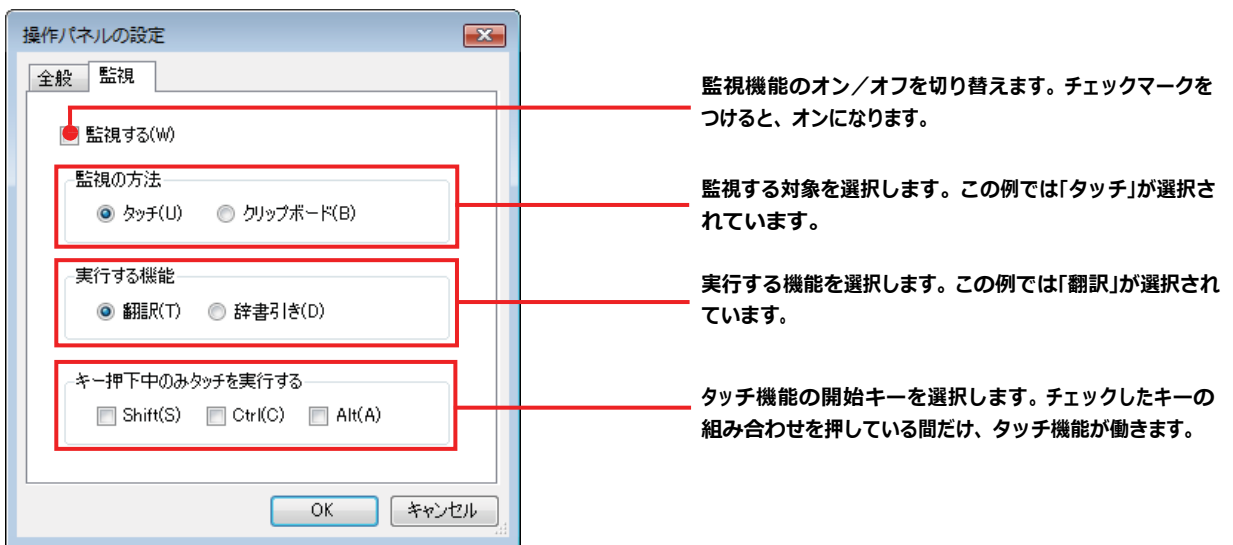 操作パネルの設定
全般 監視
監視する(W)
監視の方法
タッチ(U) クリップボード(B)
実行する機能
翻訳(T) 辞書引き(D)
キー押下中のみタッチを実行する
Shift(S) Ctrl(C) Alt(A)
OK キャンセル
監視機能のオン／オフを切り替えます。チェックマークを
つけると、オンになります。
監視する対象を選択します。この例では「タッチ」が選択さ
れています。
実行する機能を選択します。この例では「翻訳」が選択され
ています。
タッチ機能の開始キーを選択します。チェックしたキーの
組み合わせを押している間だけ、タッチ機能が働きます。